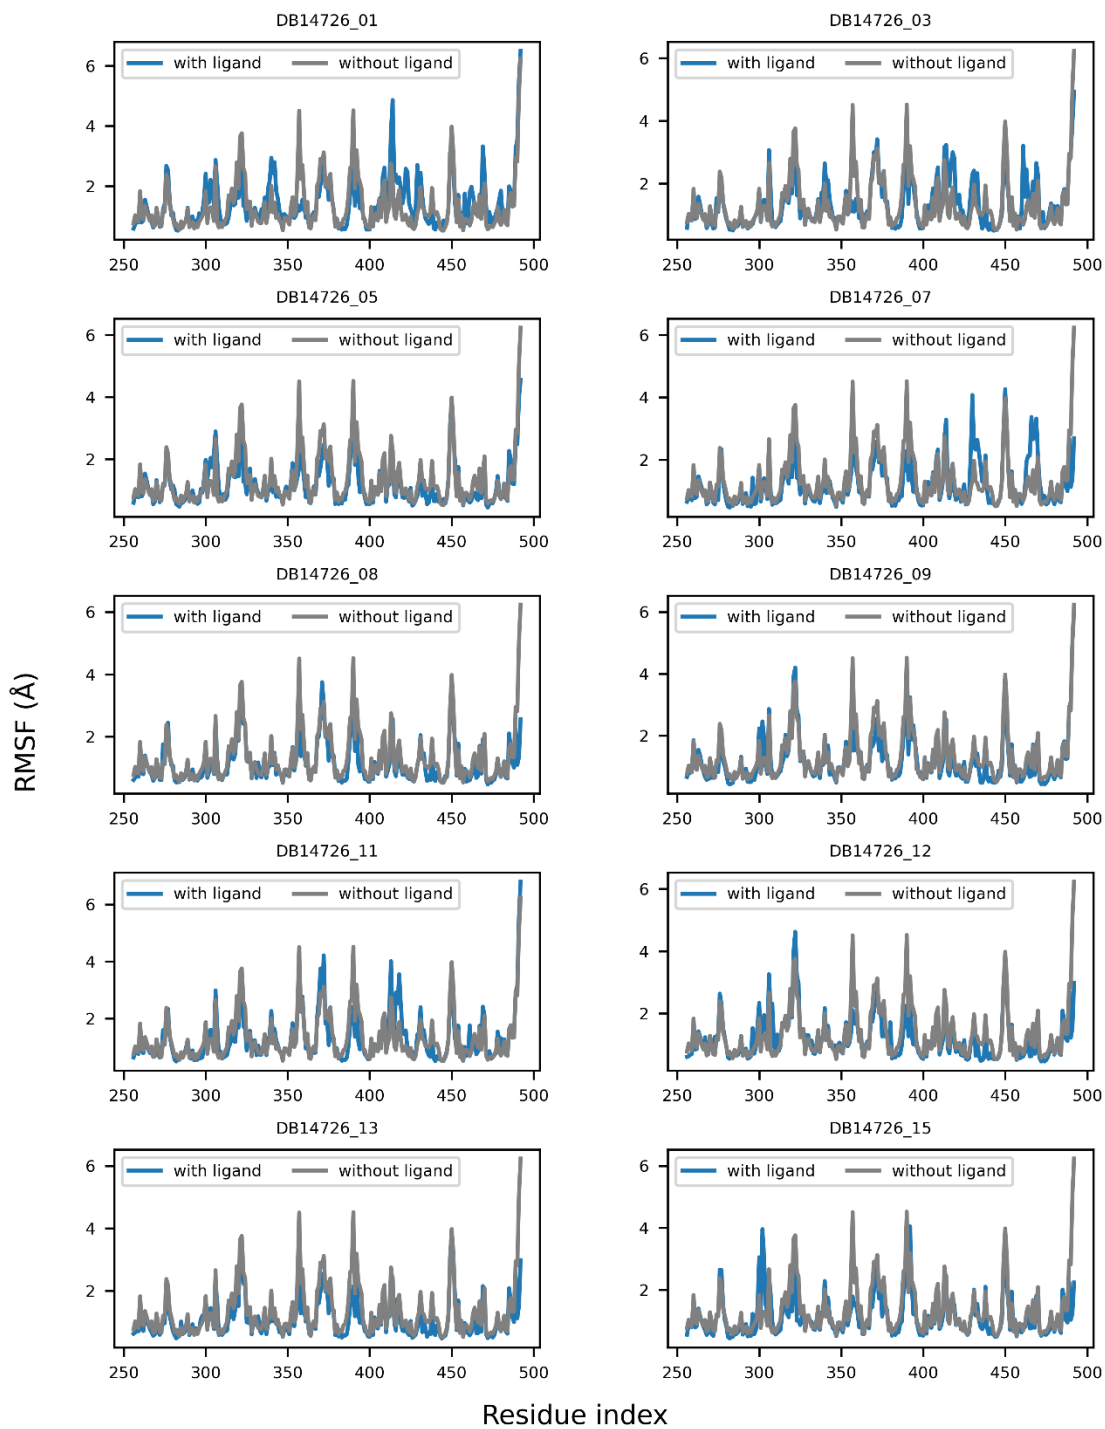 DB14726_01
with ligand without ligand
6
4
2
250 300 350 400 450 500
DB14726_03
with ligand without ligand
6
4
2
250 300 350 400 450 500
DB14726_05
with ligand without ligand
6
4
2
250 300 350 400 450 500
DB14726_07
with ligand without ligand
6
4
2
250 300 350 400 450 500
DB14726_08
with ligand without ligand
6
4
2
250 300 350 400 450 500
DB14726_09
with ligand without ligand
6
4
2
250 300 350 400 450 500
DB14726_11
with ligand without ligand
6
4
2
250 300 350 400 450 500
DB14726_12
with ligand without ligand
6
4
2
250 300 350 400 450 500
DB14726_13
with ligand without ligand
6
4
2
250 300 350 400 450 500
DB14726_15
with ligand without ligand
6
4
2
250 300 350 400 450 500
RMSF (Å)
Residue index